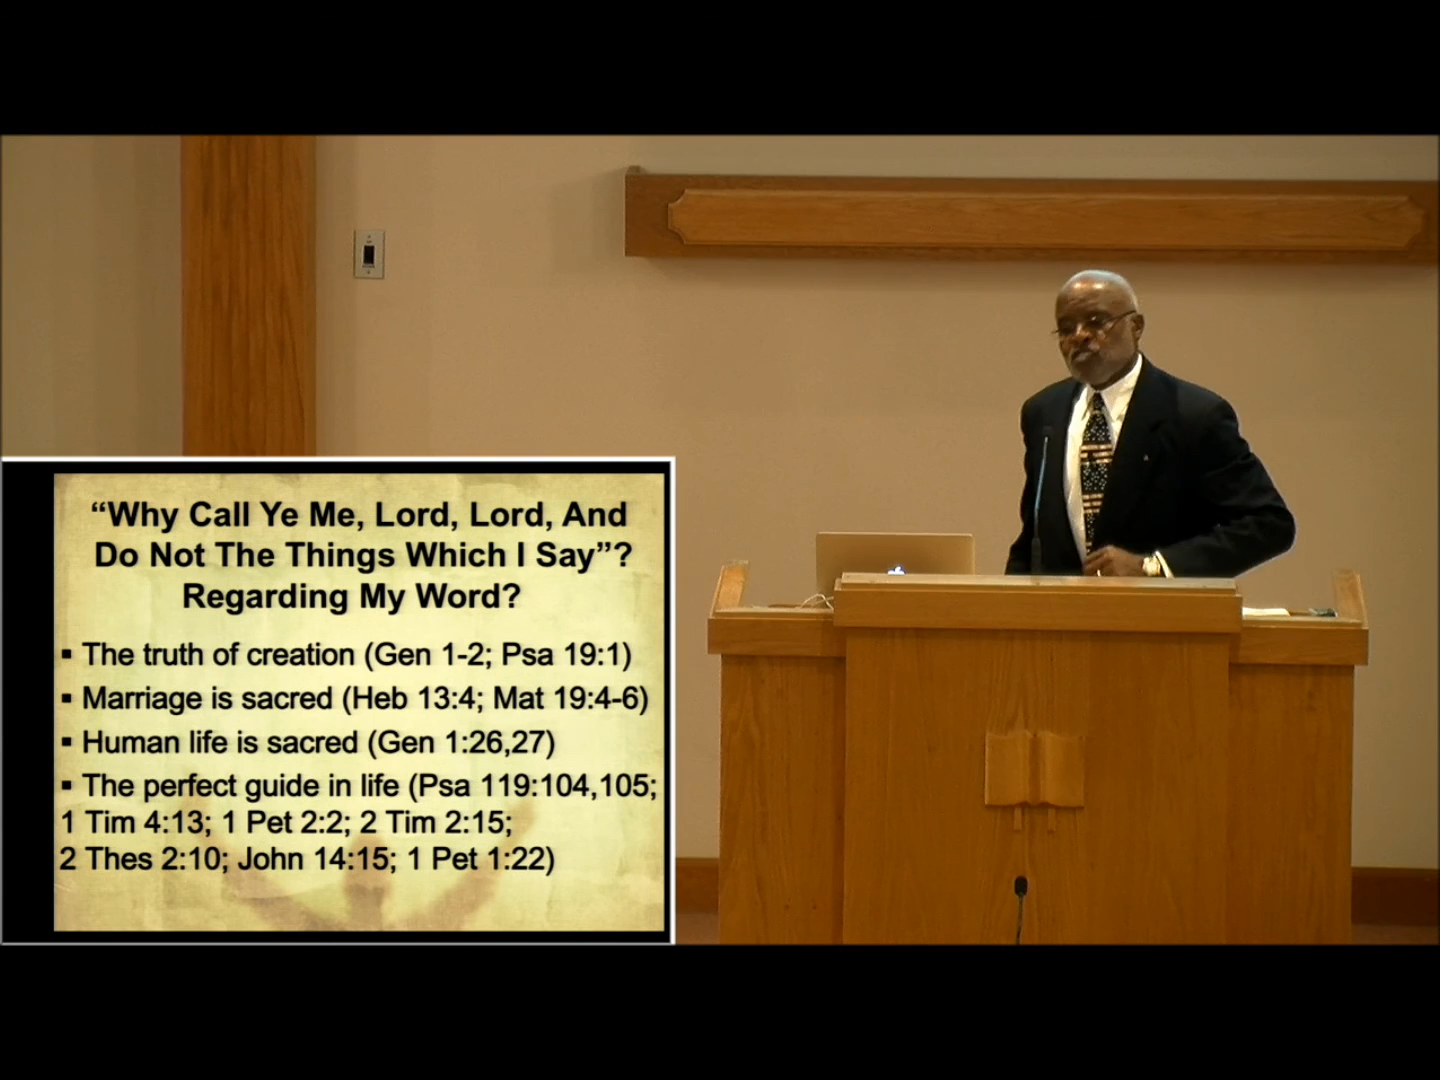 “Why Call Ye Me, Lord, Lord, And
Do Not The Things Which I Say”?
Regarding My Word?
▪ The truth of creation (Gen 1-2; Psa 19:1)
▪ Marriage is sacred (Heb 13:4; Mat 19:4-6)
▪ Human life is sacred (Gen 1:26,27)
▪ The perfect guide in life (Psa 119:104,105;
1 Tim 4:13; 1 Pet 2:2; 2 Tim 2:15;
2 Thes 2:10; John 14:15; 1 Pet 1:22)